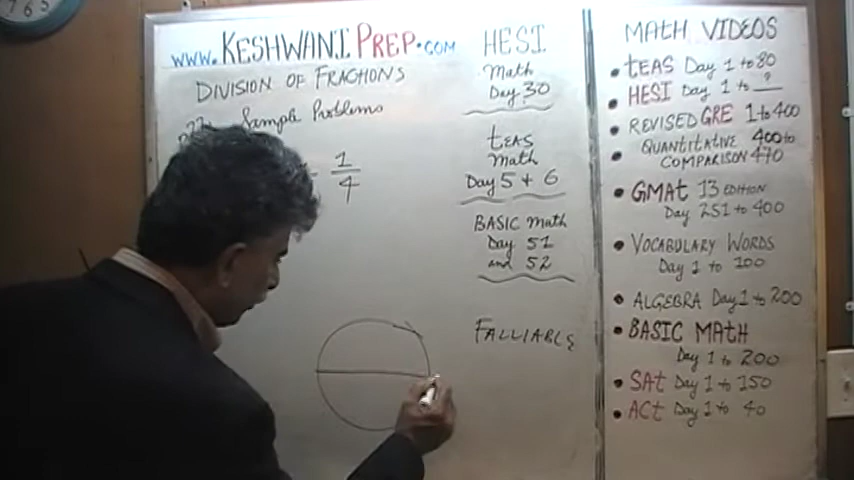 www.KESHWANI PREP.COM
DIVISION OF FRACTIONS
Sample Problems
1
4
HESI
Math
Day 30
tEAS
Math
Day 5 + 6
BASIC Math
Day 51
and 52
FALLIABLE
MATH VIDEOS
• tEAS Day 1 to 80
• HESI Day 1 to ?
• REVISED GRE 1 to 400
• QUANTITATIVE 400 to
COMPARISON 470
• GMAt 13 EDITION
Day 251 to 400
• VOCABULARY WORDS
Day 1 to 100
• ALGEBRA Day 1 to 200
• BASIC MATH
Day 1 to 200
• SAt Day 1 to 150
• ACt Day 1 to 40
7 6 5